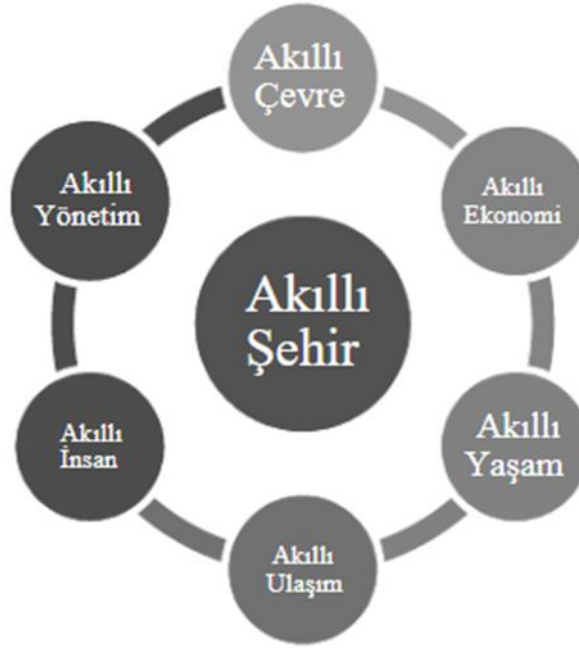 Akıllı
Çevre
Akıllı
Ekonomi
Akıllı
Yaşam
Akıllı
Ulaşım
Akıllı
İnsan
Akıllı
Yönetim
Akıllı
Şehir